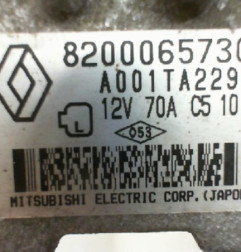 8200065730
A001TA229
12V 70A C5 10
L 053
MITSUBISHI ELECTRIC CORP. (JAPO